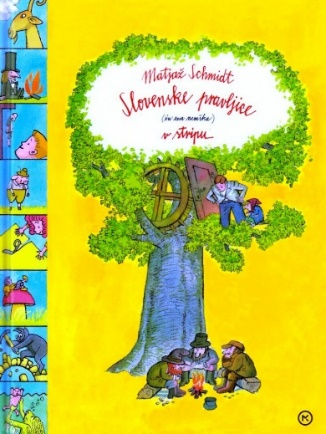 Matjaž Schmidt
Slovenske pravljice
(in ena nemška)
v stripu